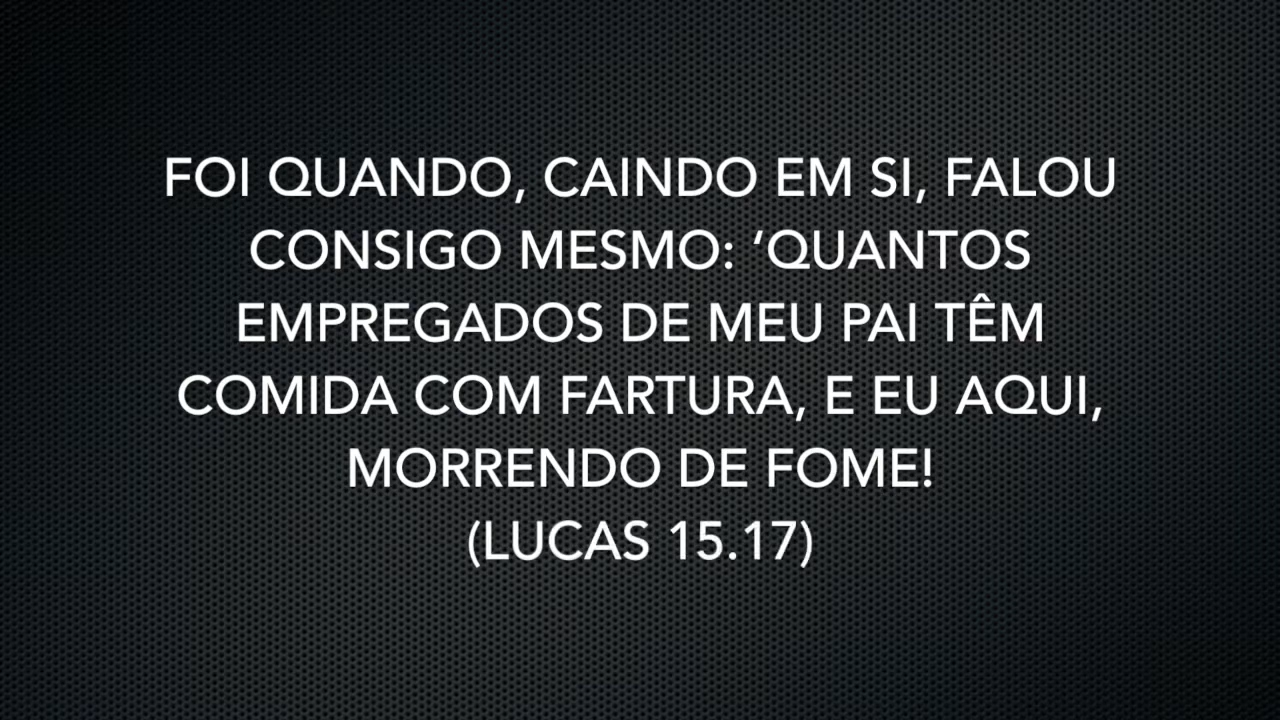 FOI QUANDO, CAINDO EM SI, FALOU
CONSIGO MESMO: ‘QUANTOS
EMPREGADOS DE MEU PAI TÊM
COMIDA COM FARTURA, E EU AQUI,
MORRENDO DE FOME!
(LUCAS 15.17)